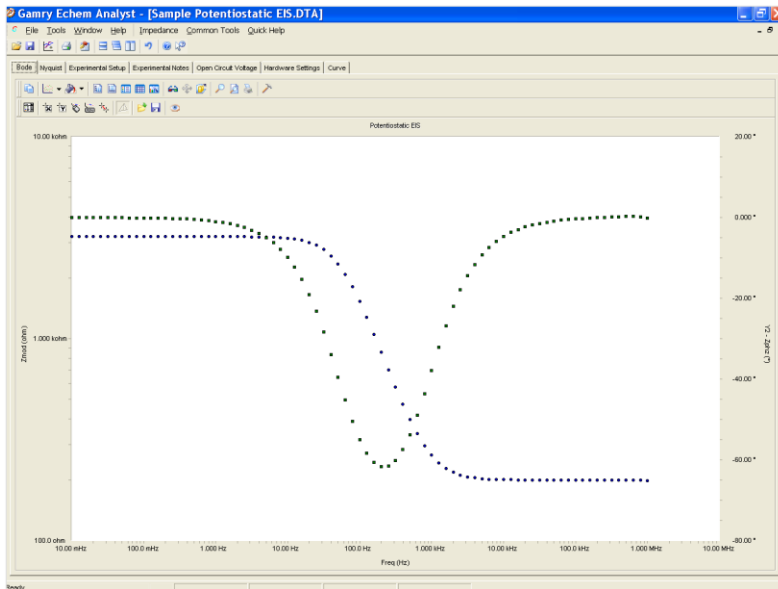 Gamry Echem Analyst - [Sample Potentiostatic EIS.DTA]
File Tools Window Help Impedance Common Tools Quick Help
Bode Nyquist Experimental Setup Experimental Notes Open Circuit Voltage Hardware Settings Curve
Potentiostatic EIS
10.00 kohm
20.00 °
0.000 °
-20.00 °
1.000 kohm
Zmod (ohm)
Y2 - Zphz (°)
-40.00 °
-60.00 °
100.0 ohm
-80.00 °
10.00 mHz 100.0 mHz 1.000 Hz 10.00 Hz 100.0 Hz 1.000 kHz 10.00 kHz 100.0 kHz 1.000 MHz 10.00 MHz
Freq (Hz)
Ready